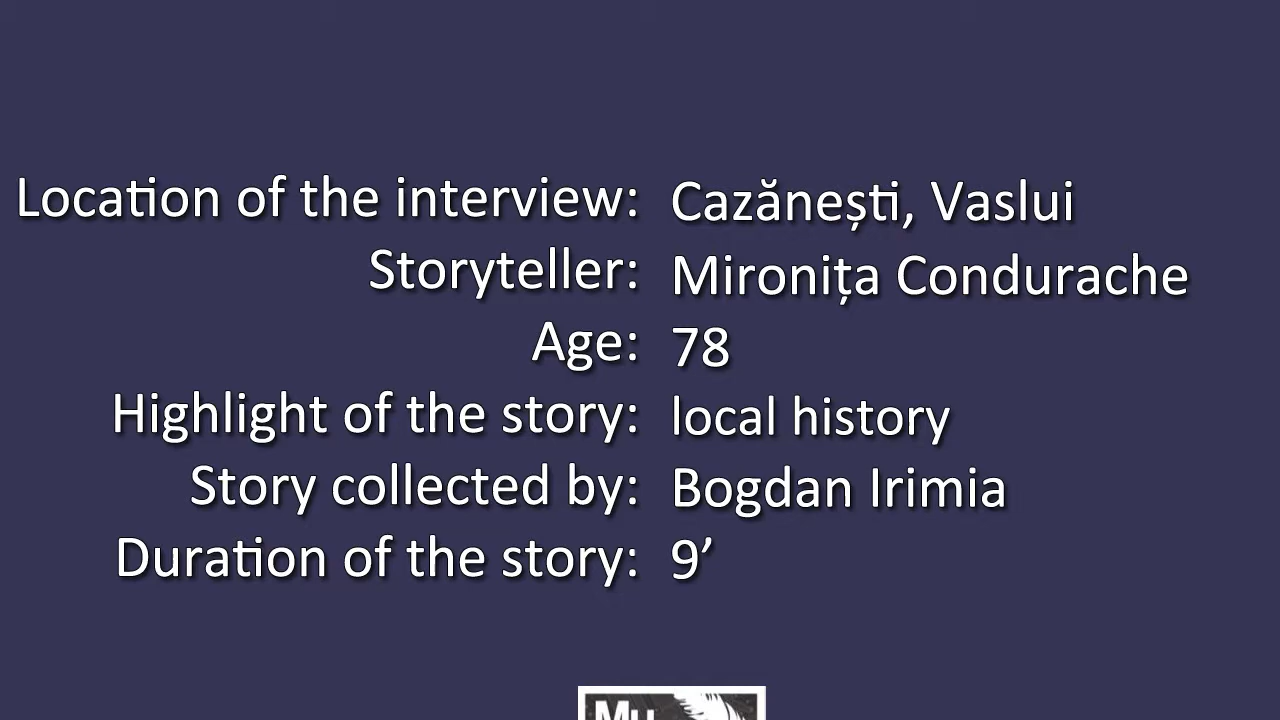 Location of the interview: Cazănești, Vaslui
Storyteller: Mironița Condurache
Age: 78
Highlight of the story: local history
Story collected by: Bogdan Irimia
Duration of the story: 9’
Mu